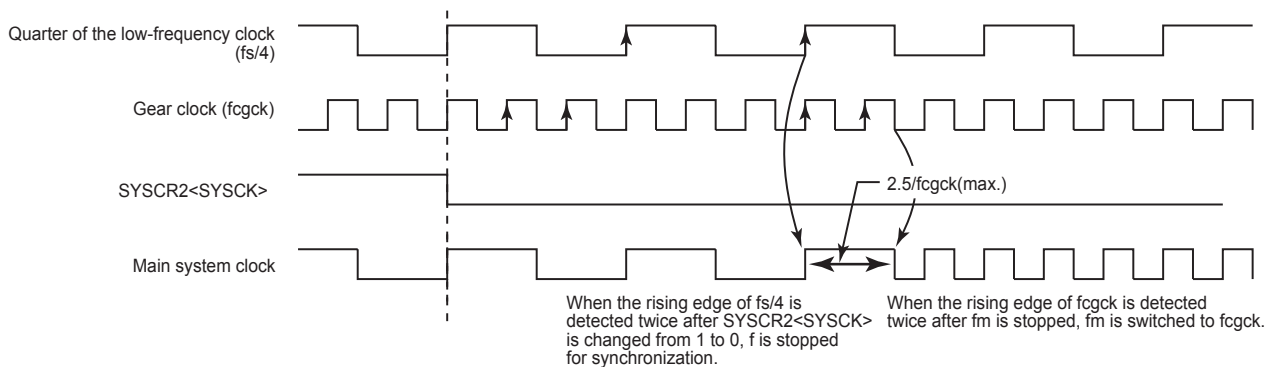 Quarter of the low-frequency clock
(fs/4)
Gear clock (fcgck)
SYSCR2<SYSCK>
2.5/fcgck(max.)
Main system clock
When the rising edge of fs/4 is
detected twice after SYSCR2<SYSCK>
is changed from 1 to 0, f is stopped
for synchronization.
When the rising edge of fcgck is detected
twice after fm is stopped, fm is switched to fcgck.